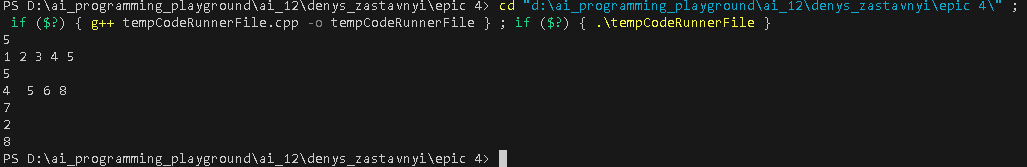 PS D:\ai_programming_playground\ai_12\denys_zastavnyi\epic 4> cd "d:\ai_programming_playground\ai_12\denys_zastavnyi\epic 4\" ;
if ($?) { g++ tempCodeRunnerFile.cpp -o tempCodeRunnerFile } ; if ($?) { .\tempCodeRunnerFile }
5
1 2 3 4 5
5
4  5 6 8
7
2
8
PS D:\ai_programming_playground\ai_12\denys_zastavnyi\epic 4>